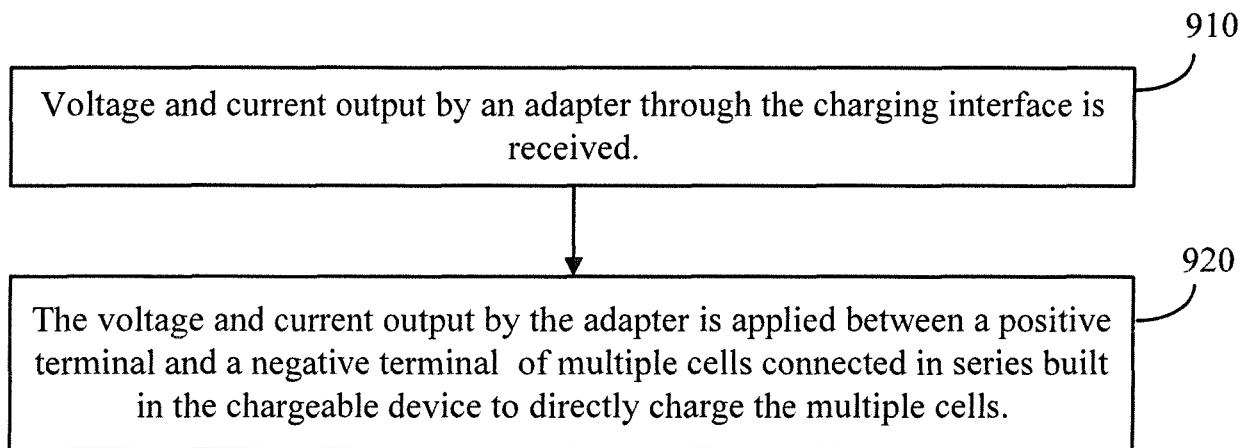 910
Voltage and current output by an adapter through the charging interface is
received.
920
The voltage and current output by the adapter is applied between a positive
terminal and a negative terminal of multiple cells connected in series built
in the chargeable device to directly charge the multiple cells.